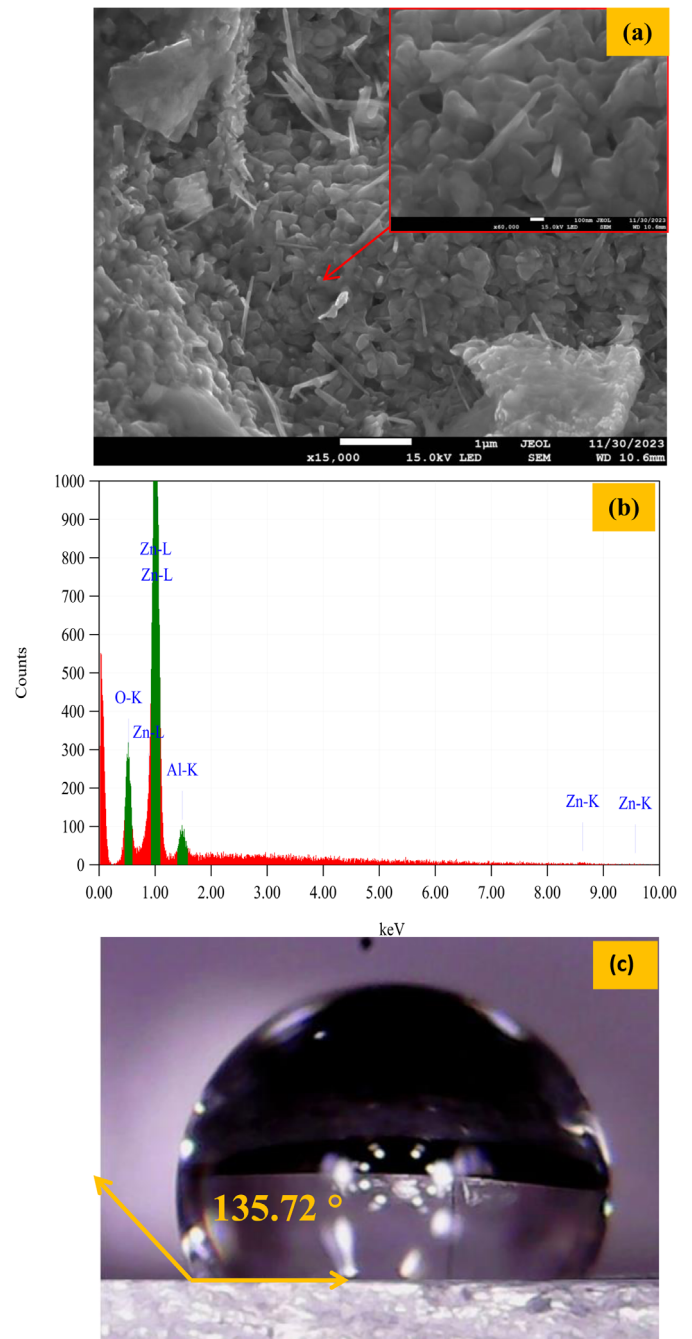 (a)
100nm JEOL 11/30/2023
x60,000 15.0kV LED SEM WD 10.6mm
1µm JEOL 11/30/2023
x15,000 15.0kV LED SEM WD 10.6mm
(b)
1000
900
800
700
600
500
400
300
200
100
0
Counts
Zn-L
Zn-L
O-K
Zn-L
Al-K
Zn-K Zn-K
0.00 1.00 2.00 3.00 4.00 5.00 6.00 7.00 8.00 9.00 10.00
keV
(c)
135.72 °